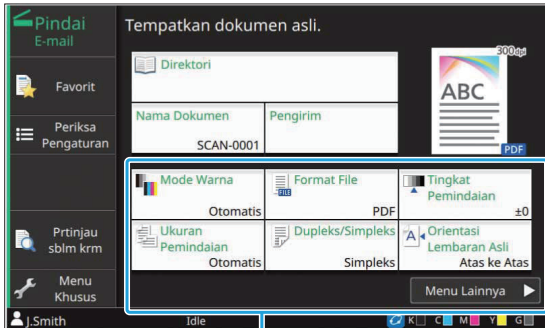 Pindai
E-mail
Tempatkan dokumen asli.
300dpi
Favorit
Direktori
ABC
PDF
Periksa
Pengaturan
Nama Dokumen
SCAN-0001
Pengirim
Mode Warna
Otomatis
Format File
FILE
PDF
Tingkat
Pemindaian
±0
Prtinjau
sblm krm
Ukuran
Pemindaian
Otomatis
Dupleks/Simpleks
Simpleks
A
Orientasi
Lembaran Asli
Atas ke Atas
Menu
Khusus
Menu Lainnya
J.Smith
Idle
K C M Y G